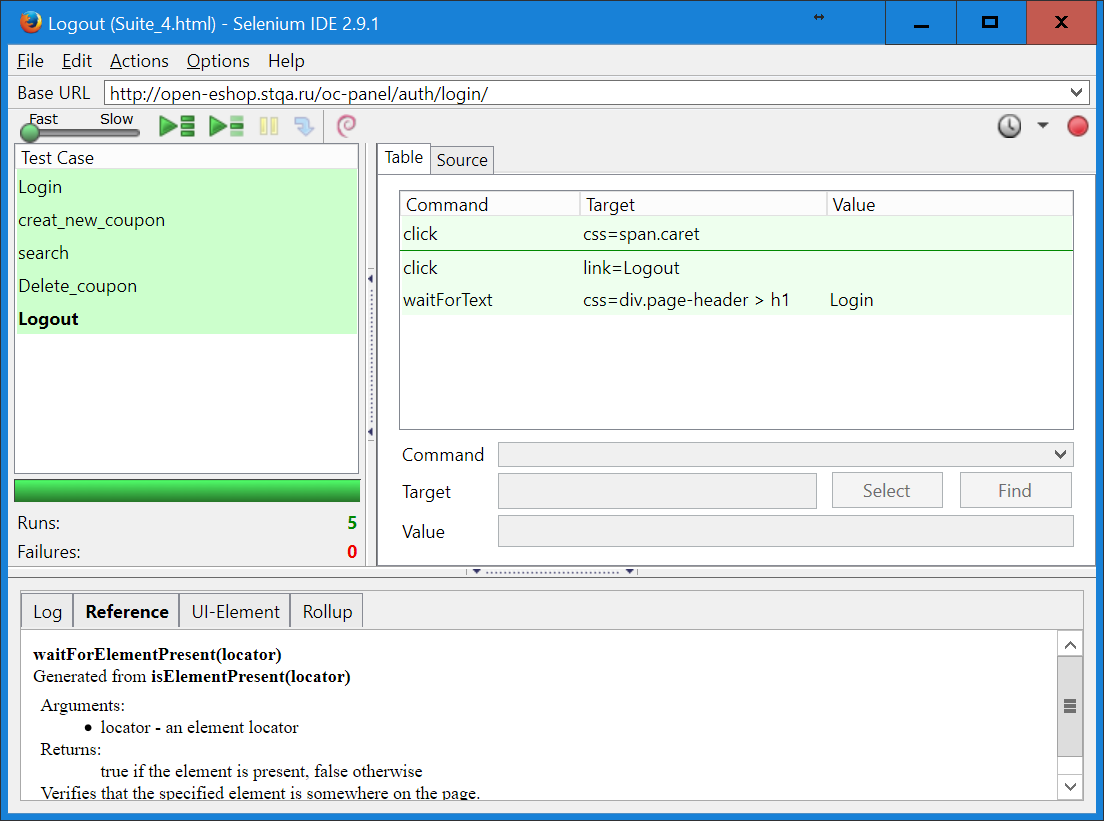 Logout (Suite_4.html) - Selenium IDE 2.9.1
File Edit Actions Options Help
Base URL http://open-eshop.stqa.ru/oc-panel/auth/login/
Fast Slow
Test Case
Login
creat_new_coupon
search
Delete_coupon
Logout
Runs: 5
Failures: 0
Table Source
Command Target Value
click css=span.caret
click link=Logout
waitForText css=div.page-header > h1 Login
Command
Target Select Find
Value
Log Reference UI-Element Rollup
waitForElementPresent(locator)
Generated from isElementPresent(locator)
Arguments:
• locator - an element locator
Returns:
true if the element is present, false otherwise
Verifies that the specified element is somewhere on the page.